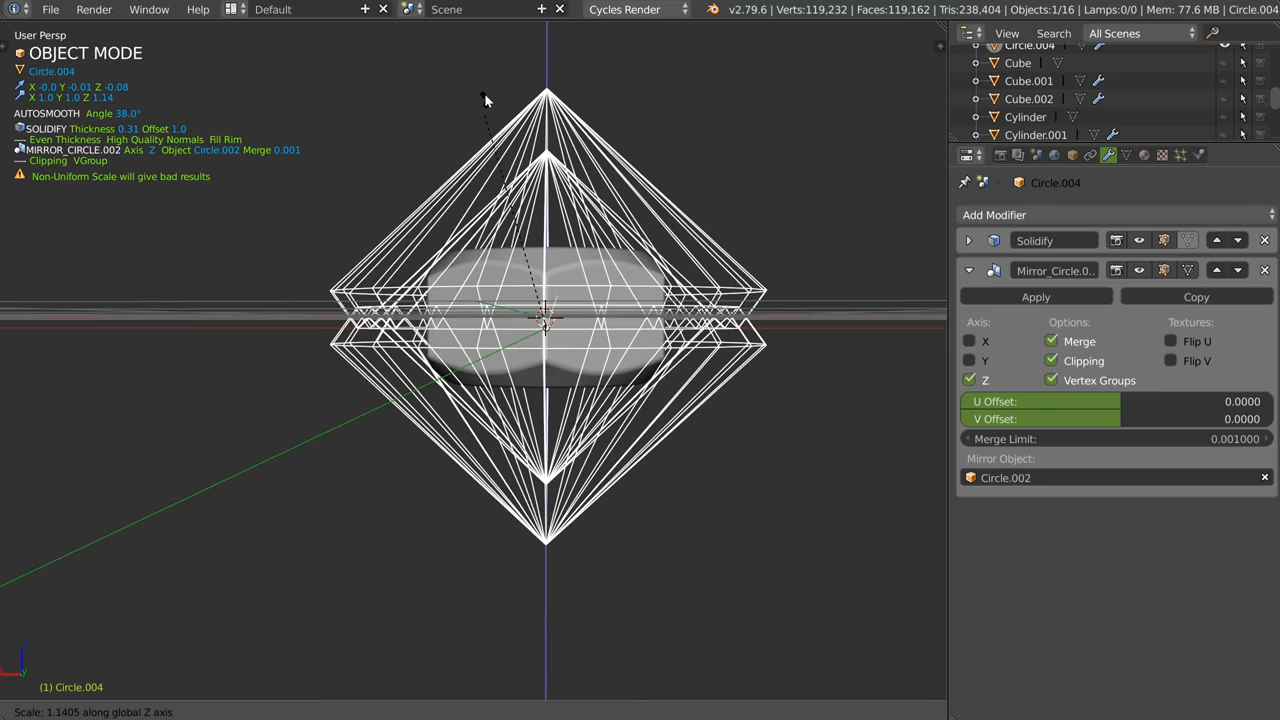 File Render Window Help Default Scene Cycles Render v2.79.6 | Verts:119,232 | Faces:119,162 | Tris:238,404 | Objects:1/16 | Lamps:0/0 | Mem: 77.6 MB | Circle.004
User Persp
OBJECT MODE
Circle.004
X -0.0 Y -0.01 Z -0.08
X 1.0 Y 1.0 Z 1.14
AUTOSMOOTH Angle 38.0°
SOLIDIFY Thickness 0.31 Offset 1.0
---- Even Thickness High Quality Normals Fill Rim
MIRROR_CIRCLE.002 Axis Z Object Circle.002 Merge 0.001
---- Clipping VGroup
Non-Uniform Scale will give bad results
(1) Circle.004
Scale: 1.1405 along global Z axis
View Search All Scenes
Circle.004
Cube
Cube.001
Cube.002
Cylinder
Cylinder.001
Circle.004
Add Modifier
Solidify
Mirror_Circle.0..
Apply Copy
Axis: Options: Textures:
X Merge Flip U
Y Clipping Flip V
Z Vertex Groups
U Offset: 0.0000
V Offset: 0.0000
Merge Limit: 0.001000
Mirror Object:
Circle.002